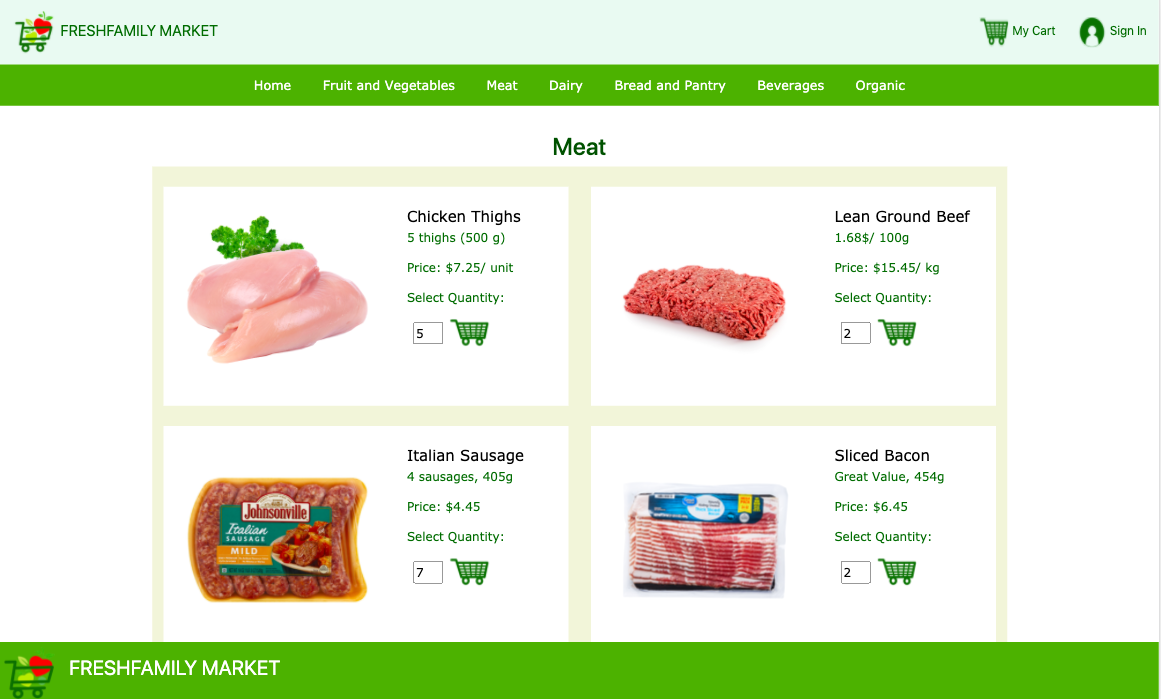 FRESHFAMILY MARKET
My Cart
Sign In
Home
Fruit and Vegetables
Meat
Dairy
Bread and Pantry
Beverages
Organic
Meat
Chicken Thighs
5 thighs (500 g)
Price: $7.25/ unit
Select Quantity:
5
Lean Ground Beef
1.68$/ 100g
Price: $15.45/ kg
Select Quantity:
2
Johnsonville
Italian
SAUSAGE
MILD
Italian Sausage
4 sausages, 405g
Price: $4.45
Select Quantity:
7
Sliced Bacon
Great Value, 454g
Price: $6.45
Select Quantity:
2
FRESHFAMILY MARKET